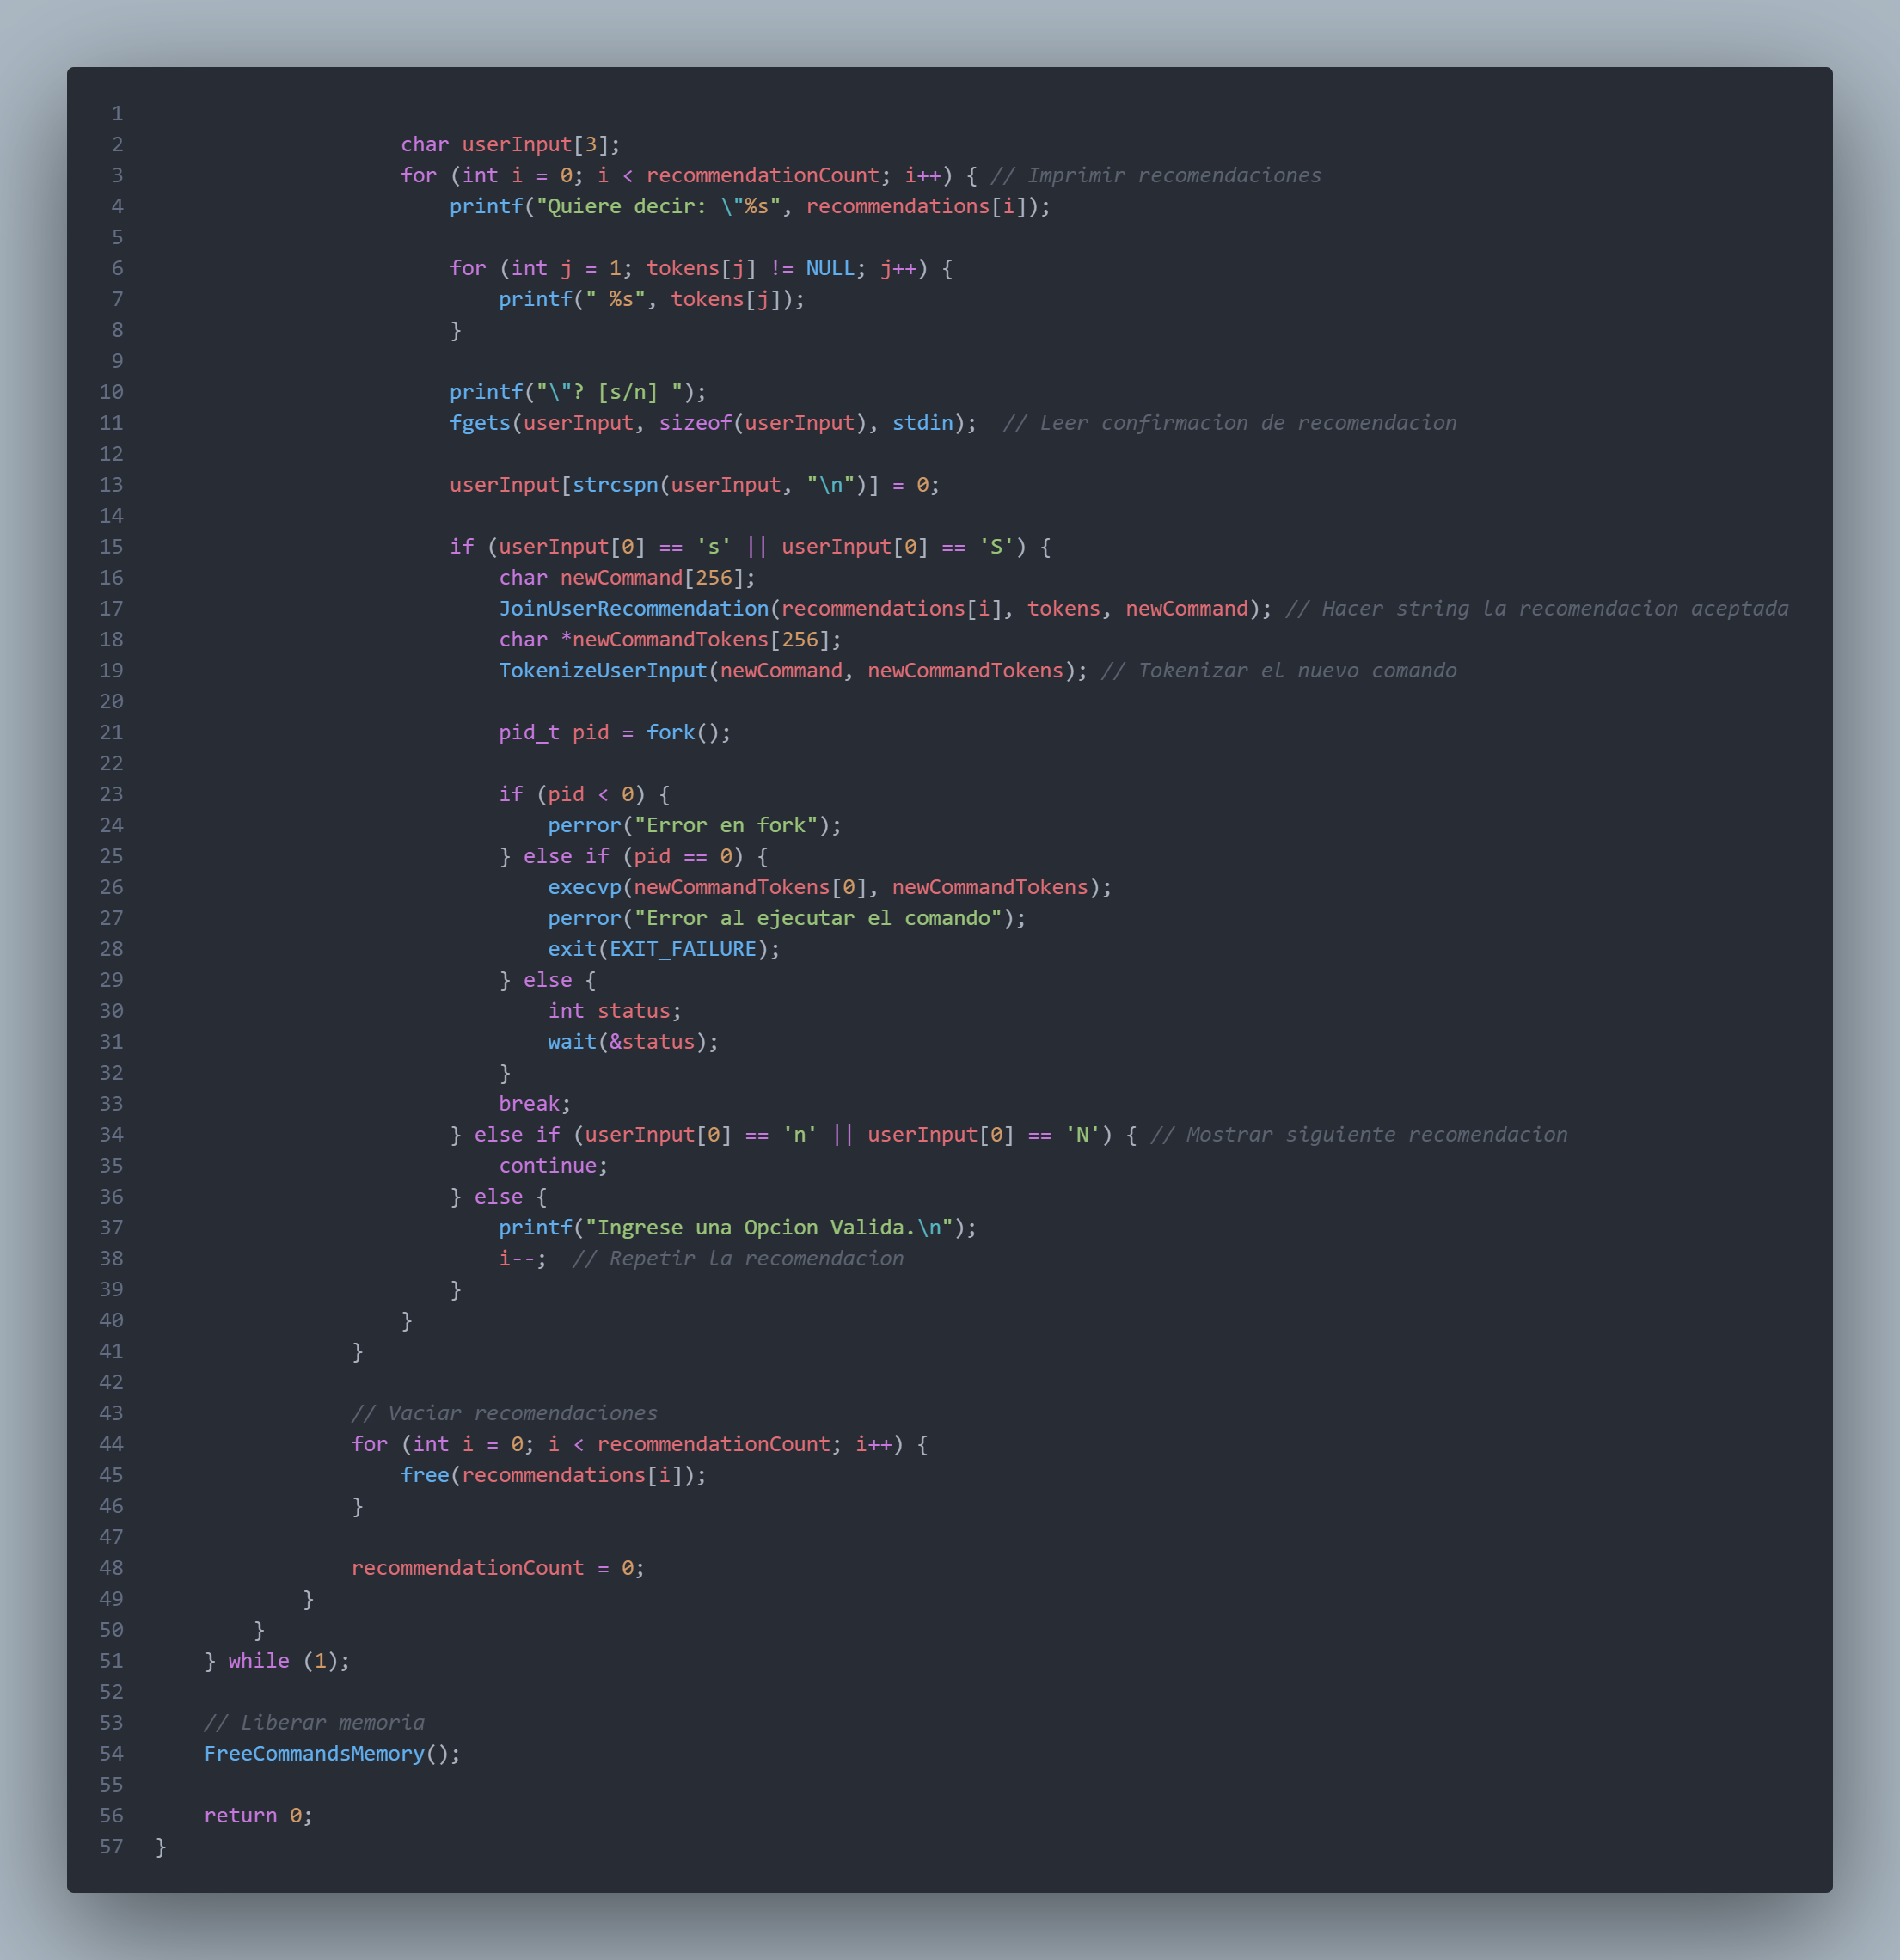 1
2 char userInput[3];
3 for (int i = 0; i < recommendationCount; i++) { // Imprimir recomendaciones
4 printf("Quiere decir: \"%s", recommendations[i]);
5
6 for (int j = 1; tokens[j] != NULL; j++) {
7 printf(" %s", tokens[j]);
8 }
9
10 printf("\"? [s/n] ");
11 fgets(userInput, sizeof(userInput), stdin);  // Leer confirmacion de recomendacion
12
13 userInput[strcspn(userInput, "\n")] = 0;
14
15 if (userInput[0] == 's' || userInput[0] == 'S') {
16 char newCommand[256];
17 JoinUserRecommendation(recommendations[i], tokens, newCommand); // Hacer string la recomendacion aceptada
18 char *newCommandTokens[256];
19 TokenizeUserInput(newCommand, newCommandTokens); // Tokenizar el nuevo comando
20
21 pid_t pid = fork();
22
23 if (pid < 0) {
24 perror("Error en fork");
25 } else if (pid == 0) {
26 execvp(newCommandTokens[0], newCommandTokens);
27 perror("Error al ejecutar el comando");
28 exit(EXIT_FAILURE);
29 } else {
30 int status;
31 wait(&status);
32 }
33 break;
34 } else if (userInput[0] == 'n' || userInput[0] == 'N') { // Mostrar siguiente recomendacion
35 continue;
36 } else {
37 printf("Ingrese una Opcion Valida.\n");
38 i--;  // Repetir la recomendacion
39 }
40 }
41 }
42
43 // Vaciar recomendaciones
44 for (int i = 0; i < recommendationCount; i++) {
45 free(recommendations[i]);
46 }
47
48 recommendationCount = 0;
49 }
50 }
51 } while (1);
52
53 // Liberar memoria
54 FreeCommandsMemory();
55
56 return 0;
57 }